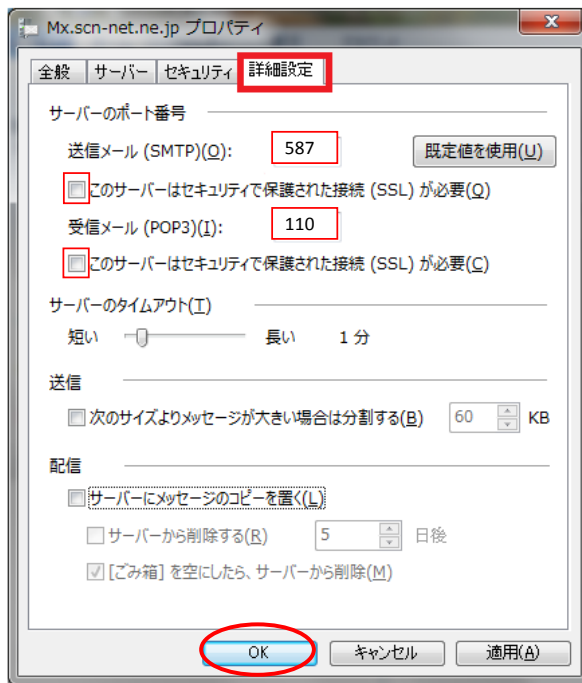 Mx.scn-net.ne.jp プロパティ
全般 サーバー セキュリティ 詳細設定
サーバーのポート番号
送信メール (SMTP)(O): 587 既定値を使用(U)
このサーバーはセキュリティで保護された接続 (SSL) が必要(Q)
受信メール (POP3)(I): 110
このサーバーはセキュリティで保護された接続 (SSL) が必要(C)
サーバーのタイムアウト(T)
短い 長い 1 分
送信
次のサイズよりメッセージが大きい場合は分割する(B) 60 KB
配信
サーバーにメッセージのコピーを置く(L)
サーバーから削除する(R) 5 日後
[ごみ箱] を空にしたら、サーバーから削除(M)
OK キャンセル 適用(A)